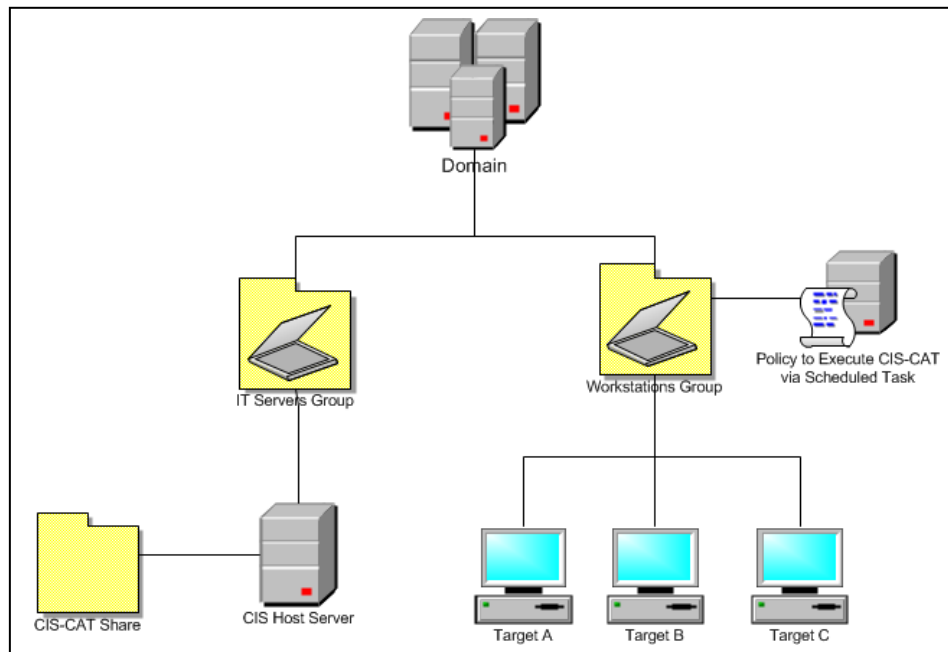 Domain
IT Servers Group
Workstations Group
Policy to Execute CIS-CAT
via Scheduled Task
CIS-CAT Share
CIS Host Server
Target A
Target B
Target C